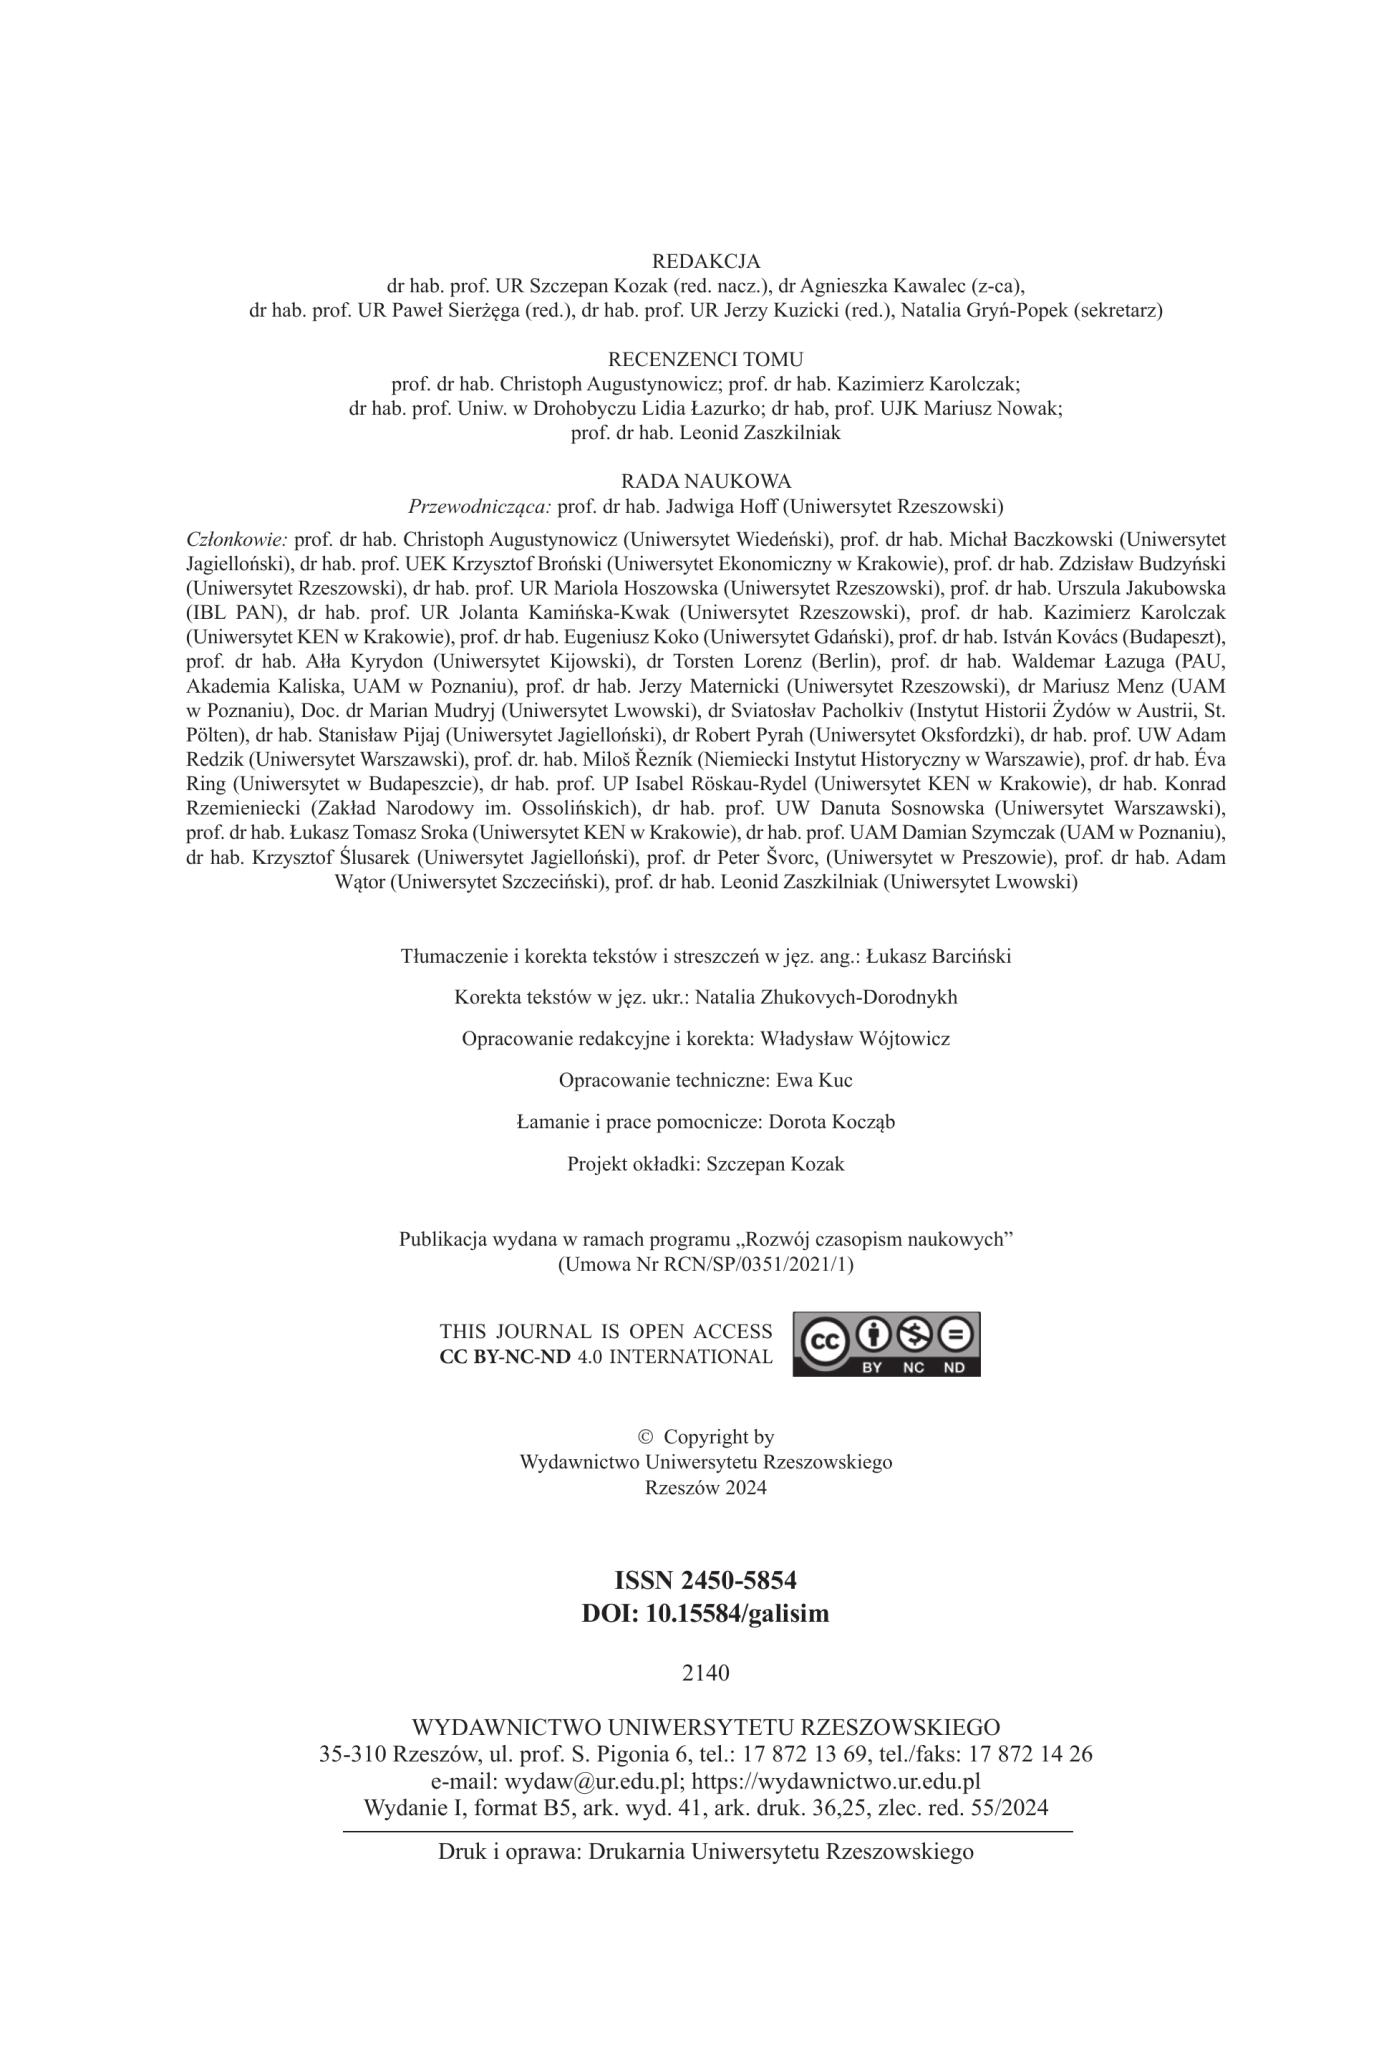 REDAKCJA
dr hab. prof. UR Szczepan Kozak (red. nacz.), dr Agnieszka Kawalec (z-ca),
dr hab. prof. UR Paweł Sierżęga (red.), dr hab. prof. UR Jerzy Kuzicki (red.), Natalia Gryń-Popek (sekretarz)
RECENZENCI TOMU
prof. dr hab. Christoph Augustynowicz; prof. dr hab. Kazimierz Karolczak;
dr hab. prof. Uniw. w Drohobyczu Lidia Łazurko; dr hab, prof. UJK Mariusz Nowak;
prof. dr hab. Leonid Zaszkilniak
RADA NAUKOWA
Przewodnicząca: prof. dr hab. Jadwiga Hoff (Uniwersytet Rzeszowski)
Członkowie: prof. dr hab. Christoph Augustynowicz (Uniwersytet Wiedeński), prof. dr hab. Michał Baczkowski (Uniwersytet
Jagielloński), dr hab. prof. UEK Krzysztof Broński (Uniwersytet Ekonomiczny w Krakowie), prof. dr hab. Zdzisław Budzyński
(Uniwersytet Rzeszowski), dr hab. prof. UR Mariola Hoszowska (Uniwersytet Rzeszowski), prof. dr hab. Urszula Jakubowska
(IBL PAN), dr hab. prof. UR Jolanta Kamińska-Kwak (Uniwersytet Rzeszowski), prof. dr hab. Kazimierz Karolczak
(Uniwersytet KEN w Krakowie), prof. dr hab. Eugeniusz Koko (Uniwersytet Gdański), prof. dr hab. István Kovács (Budapeszt),
prof. dr hab. Ałła Kyrydon (Uniwersytet Kijowski), dr Torsten Lorenz (Berlin), prof. dr hab. Waldemar Łazuga (PAU,
Akademia Kaliska, UAM w Poznaniu), prof. dr hab. Jerzy Maternicki (Uniwersytet Rzeszowski), dr Mariusz Menz (UAM
w Poznaniu), Doc. dr Marian Mudryj (Uniwersytet Lwowski), dr Sviatosłav Pacholkiv (Instytut Historii Żydów w Austrii, St.
Pölten), dr hab. Stanisław Pijaj (Uniwersytet Jagielloński), dr Robert Pyrah (Uniwersytet Oksfordzki), dr hab. prof. UW Adam
Redzik (Uniwersytet Warszawski), prof. dr. hab. Miloš Řezník (Niemiecki Instytut Historyczny w Warszawie), prof. dr hab. Éva
Ring (Uniwersytet w Budapeszcie), dr hab. prof. UP Isabel Röskau-Rydel (Uniwersytet KEN w Krakowie), dr hab. Konrad
Rzemieniecki (Zakład Narodowy im. Ossolińskich), dr hab. prof. UW Danuta Sosnowska (Uniwersytet Warszawski),
prof. dr hab. Łukasz Tomasz Sroka (Uniwersytet KEN w Krakowie), dr hab. prof. UAM Damian Szymczak (UAM w Poznaniu),
dr hab. Krzysztof Ślusarek (Uniwersytet Jagielloński), prof. dr Peter Švorc, (Uniwersytet w Preszowie), prof. dr hab. Adam
Wątor (Uniwersytet Szczeciński), prof. dr hab. Leonid Zaszkilniak (Uniwersytet Lwowski)
Tłumaczenie i korekta tekstów i streszczeń w jęz. ang.: Łukasz Barciński
Korekta tekstów w jęz. ukr.: Natalia Zhukovych-Dorodnykh
Opracowanie redakcyjne i korekta: Władysław Wójtowicz
Opracowanie techniczne: Ewa Kuc
Łamanie i prace pomocnicze: Dorota Kocząb
Projekt okładki: Szczepan Kozak
Publikacja wydana w ramach programu „Rozwój czasopism naukowych”
(Umowa Nr RCN/SP/0351/2021/1)
THIS JOURNAL IS OPEN ACCESS
CC BY-NC-ND 4.0 INTERNATIONAL
cc BY NC ND
© Copyright by
Wydawnictwo Uniwersytetu Rzeszowskiego
Rzeszów 2024
ISSN 2450-5854
DOI: 10.15584/galisim
2140
WYDAWNICTWO UNIWERSYTETU RZESZOWSKIEGO
35-310 Rzeszów, ul. prof. S. Pigonia 6, tel.: 17 872 13 69, tel./faks: 17 872 14 26
e-mail: wydaw@ur.edu.pl; https://wydawnictwo.ur.edu.pl
Wydanie I, format B5, ark. wyd. 41, ark. druk. 36,25, zlec. red. 55/2024
Druk i oprawa: Drukarnia Uniwersytetu Rzeszowskiego